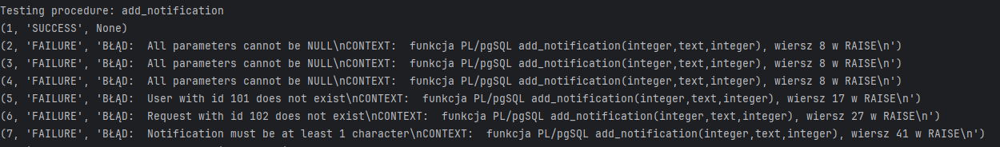 Testing procedure: add_notification
(1, 'SUCCESS', None)
(2, 'FAILURE', 'BŁĄD:  All parameters cannot be NULL\nCONTEXT:  funkcja PL/pgSQL add_notification(integer,text,integer), wiersz 8 w RAISE\n')
(3, 'FAILURE', 'BŁĄD:  All parameters cannot be NULL\nCONTEXT:  funkcja PL/pgSQL add_notification(integer,text,integer), wiersz 8 w RAISE\n')
(4, 'FAILURE', 'BŁĄD:  All parameters cannot be NULL\nCONTEXT:  funkcja PL/pgSQL add_notification(integer,text,integer), wiersz 8 w RAISE\n')
(5, 'FAILURE', 'BŁĄD:  User with id 101 does not exist\nCONTEXT:  funkcja PL/pgSQL add_notification(integer,text,integer), wiersz 17 w RAISE\n')
(6, 'FAILURE', 'BŁĄD:  Request with id 102 does not exist\nCONTEXT:  funkcja PL/pgSQL add_notification(integer,text,integer), wiersz 27 w RAISE\n')
(7, 'FAILURE', 'BŁĄD:  Notification must be at least 1 character\nCONTEXT:  funkcja PL/pgSQL add_notification(integer,text,integer), wiersz 41 w RAISE\n')